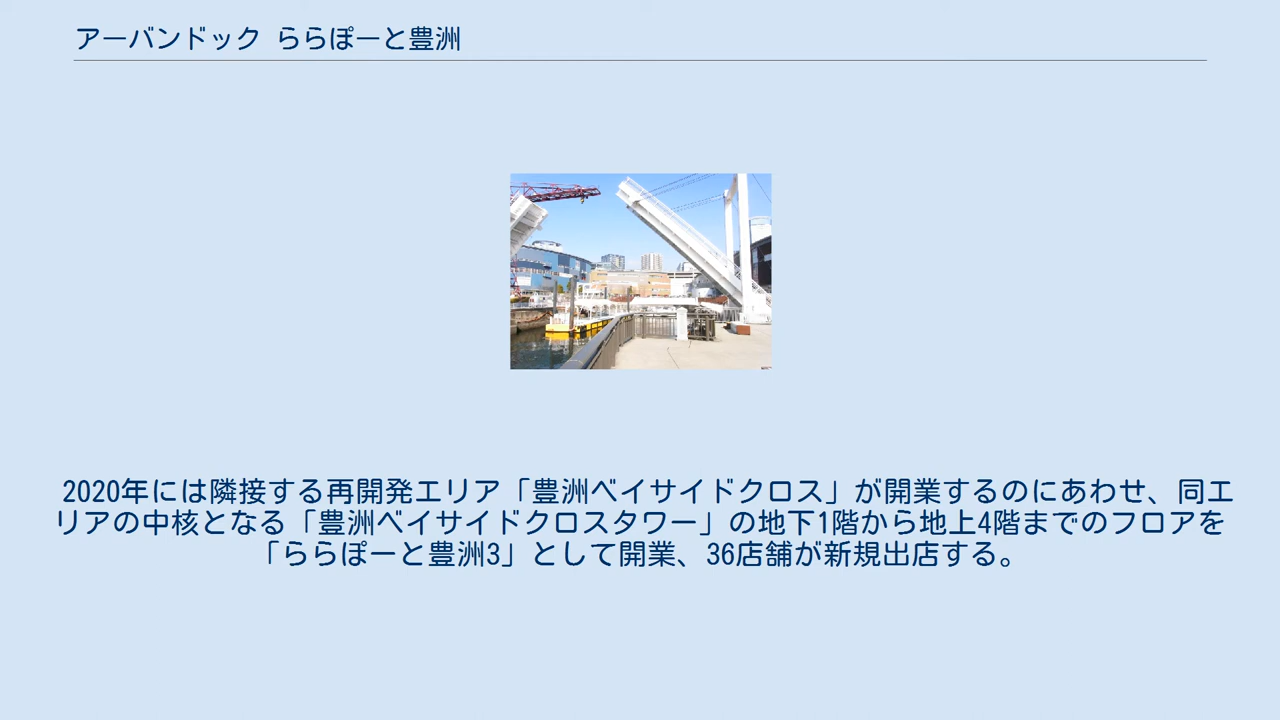 アーバンドック ららぽーと豊洲
2020年には隣接する再開発エリア「豊洲ベイサイドクロス」が開業するのにあわせ、同エ
リアの中核となる「豊洲ベイサイドクロスタワー」の地下1階から地上4階までのフロアを
「ららぽーと豊洲3」として開業、36店舗が新規出店する。